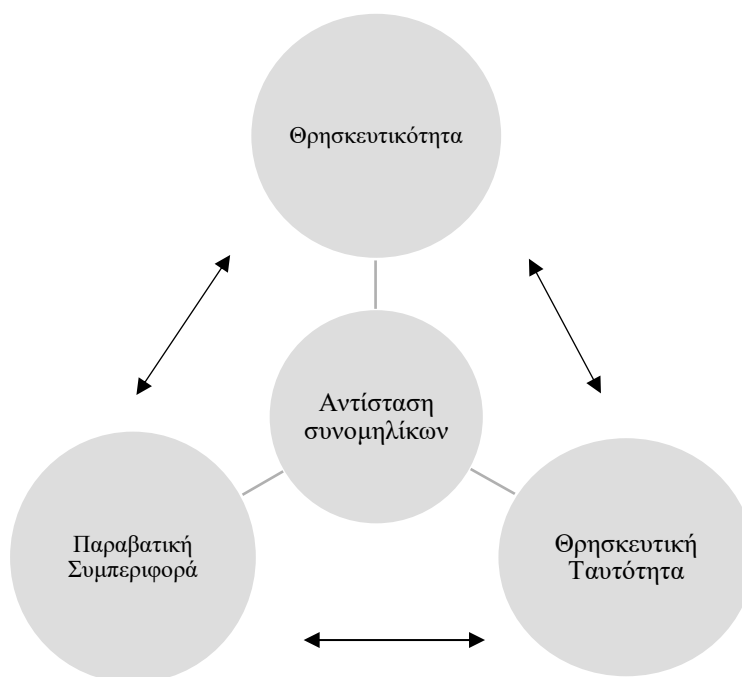 Θρησκευτικότητα
Αντίσταση
συνομηλίκων
Παραβατική
Συμπεριφορά
Θρησκευτική
Ταυτότητα